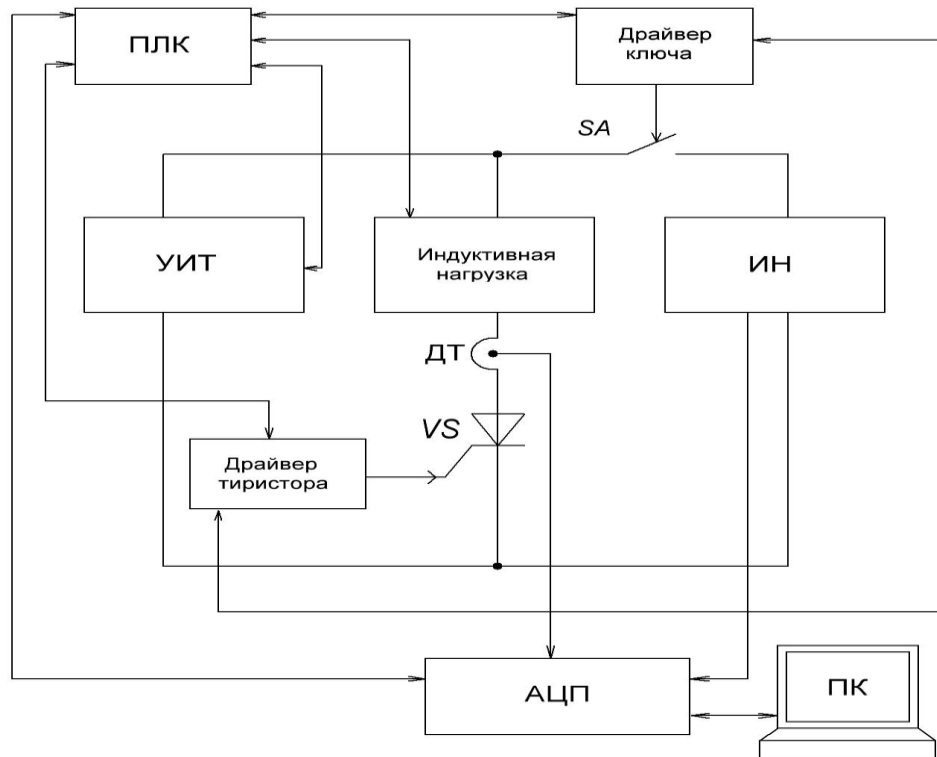 ПЛК
Драйвер
ключа
SA
УИТ
Индуктивная
нагрузка
ИН
ДТ
VS
Драйвер
тиристора
АЦП
ПК